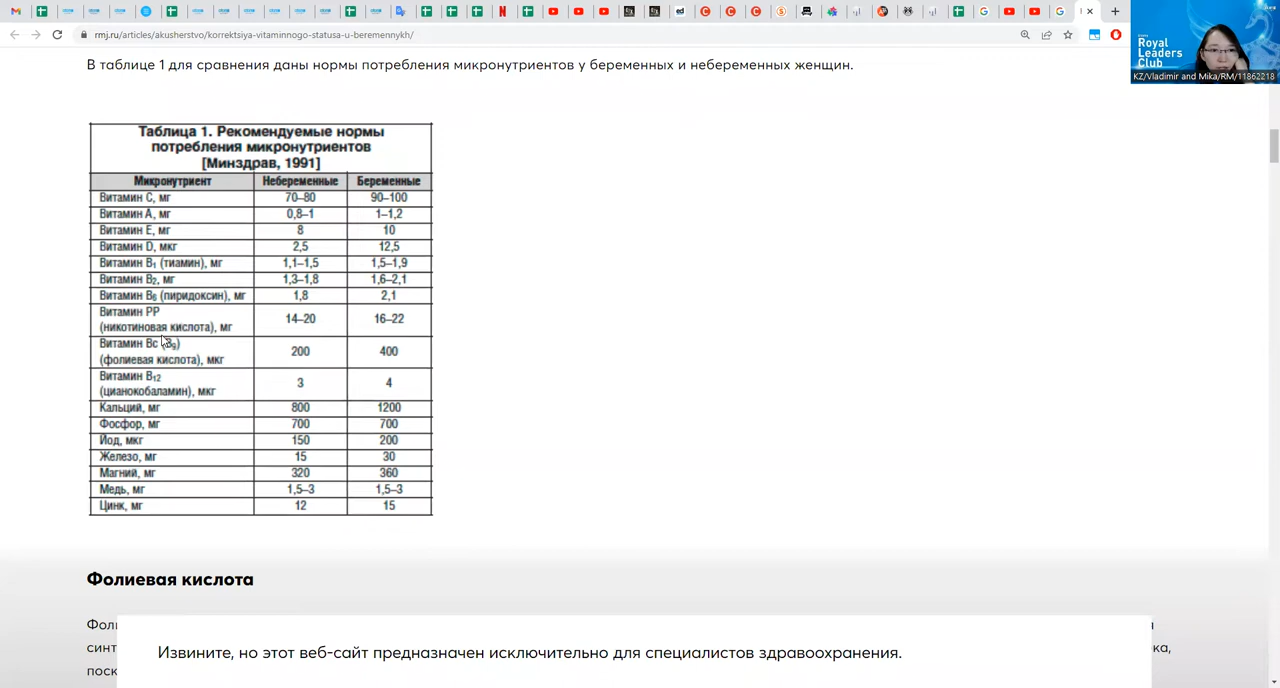 rmj.ru/articles/akusherstvo/korrektsiya-vitaminnogo-statusa-u-beremennykh/
Royal
Leaders
Club
KZ/Vladimir and Mika/RM/11862218
В таблице 1 для сравнения даны нормы потребления микронутриентов у беременных и небеременных женщин.
Таблица 1. Рекомендуемые нормы
потребления микронутриентов
[Минздрав, 1991]
Микронутриент Небеременные Беременные
Витамин С, мг 70–80 90–100
Витамин А, мг 0,8–1 1–1,2
Витамин Е, мг 8 10
Витамин D, мкг 2,5 12,5
Витамин B₁ (тиамин), мг 1,1–1,5 1,5–1,9
Витамин B₂, мг 1,3–1,8 1,6–2,1
Витамин B₆ (пиридоксин), мг 1,8 2,1
Витамин PP
(никотиновая кислота), мг 14–20 16–22
Витамин Bc (B₉)
(фолиевая кислота), мкг 200 400
Витамин B₁₂
(цианокобаламин), мкг 3 4
Кальций, мг 800 1200
Фосфор, мг 700 700
Йод, мкг 150 200
Железо, мг 15 30
Магний, мг 320 360
Медь, мг 1,5–3 1,5–3
Цинк, мг 12 15
Фолиевая кислота
Фоли
синт ка,
поск
Извините, но этот веб-сайт предназначен исключительно для специалистов здравоохранения.